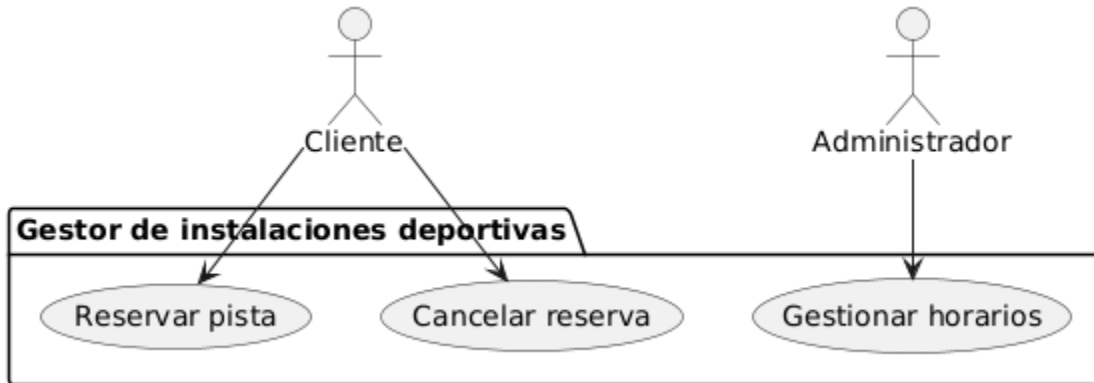 Cliente
Administrador
Gestor de instalaciones deportivas
Reservar pista
Cancelar reserva
Gestionar horarios